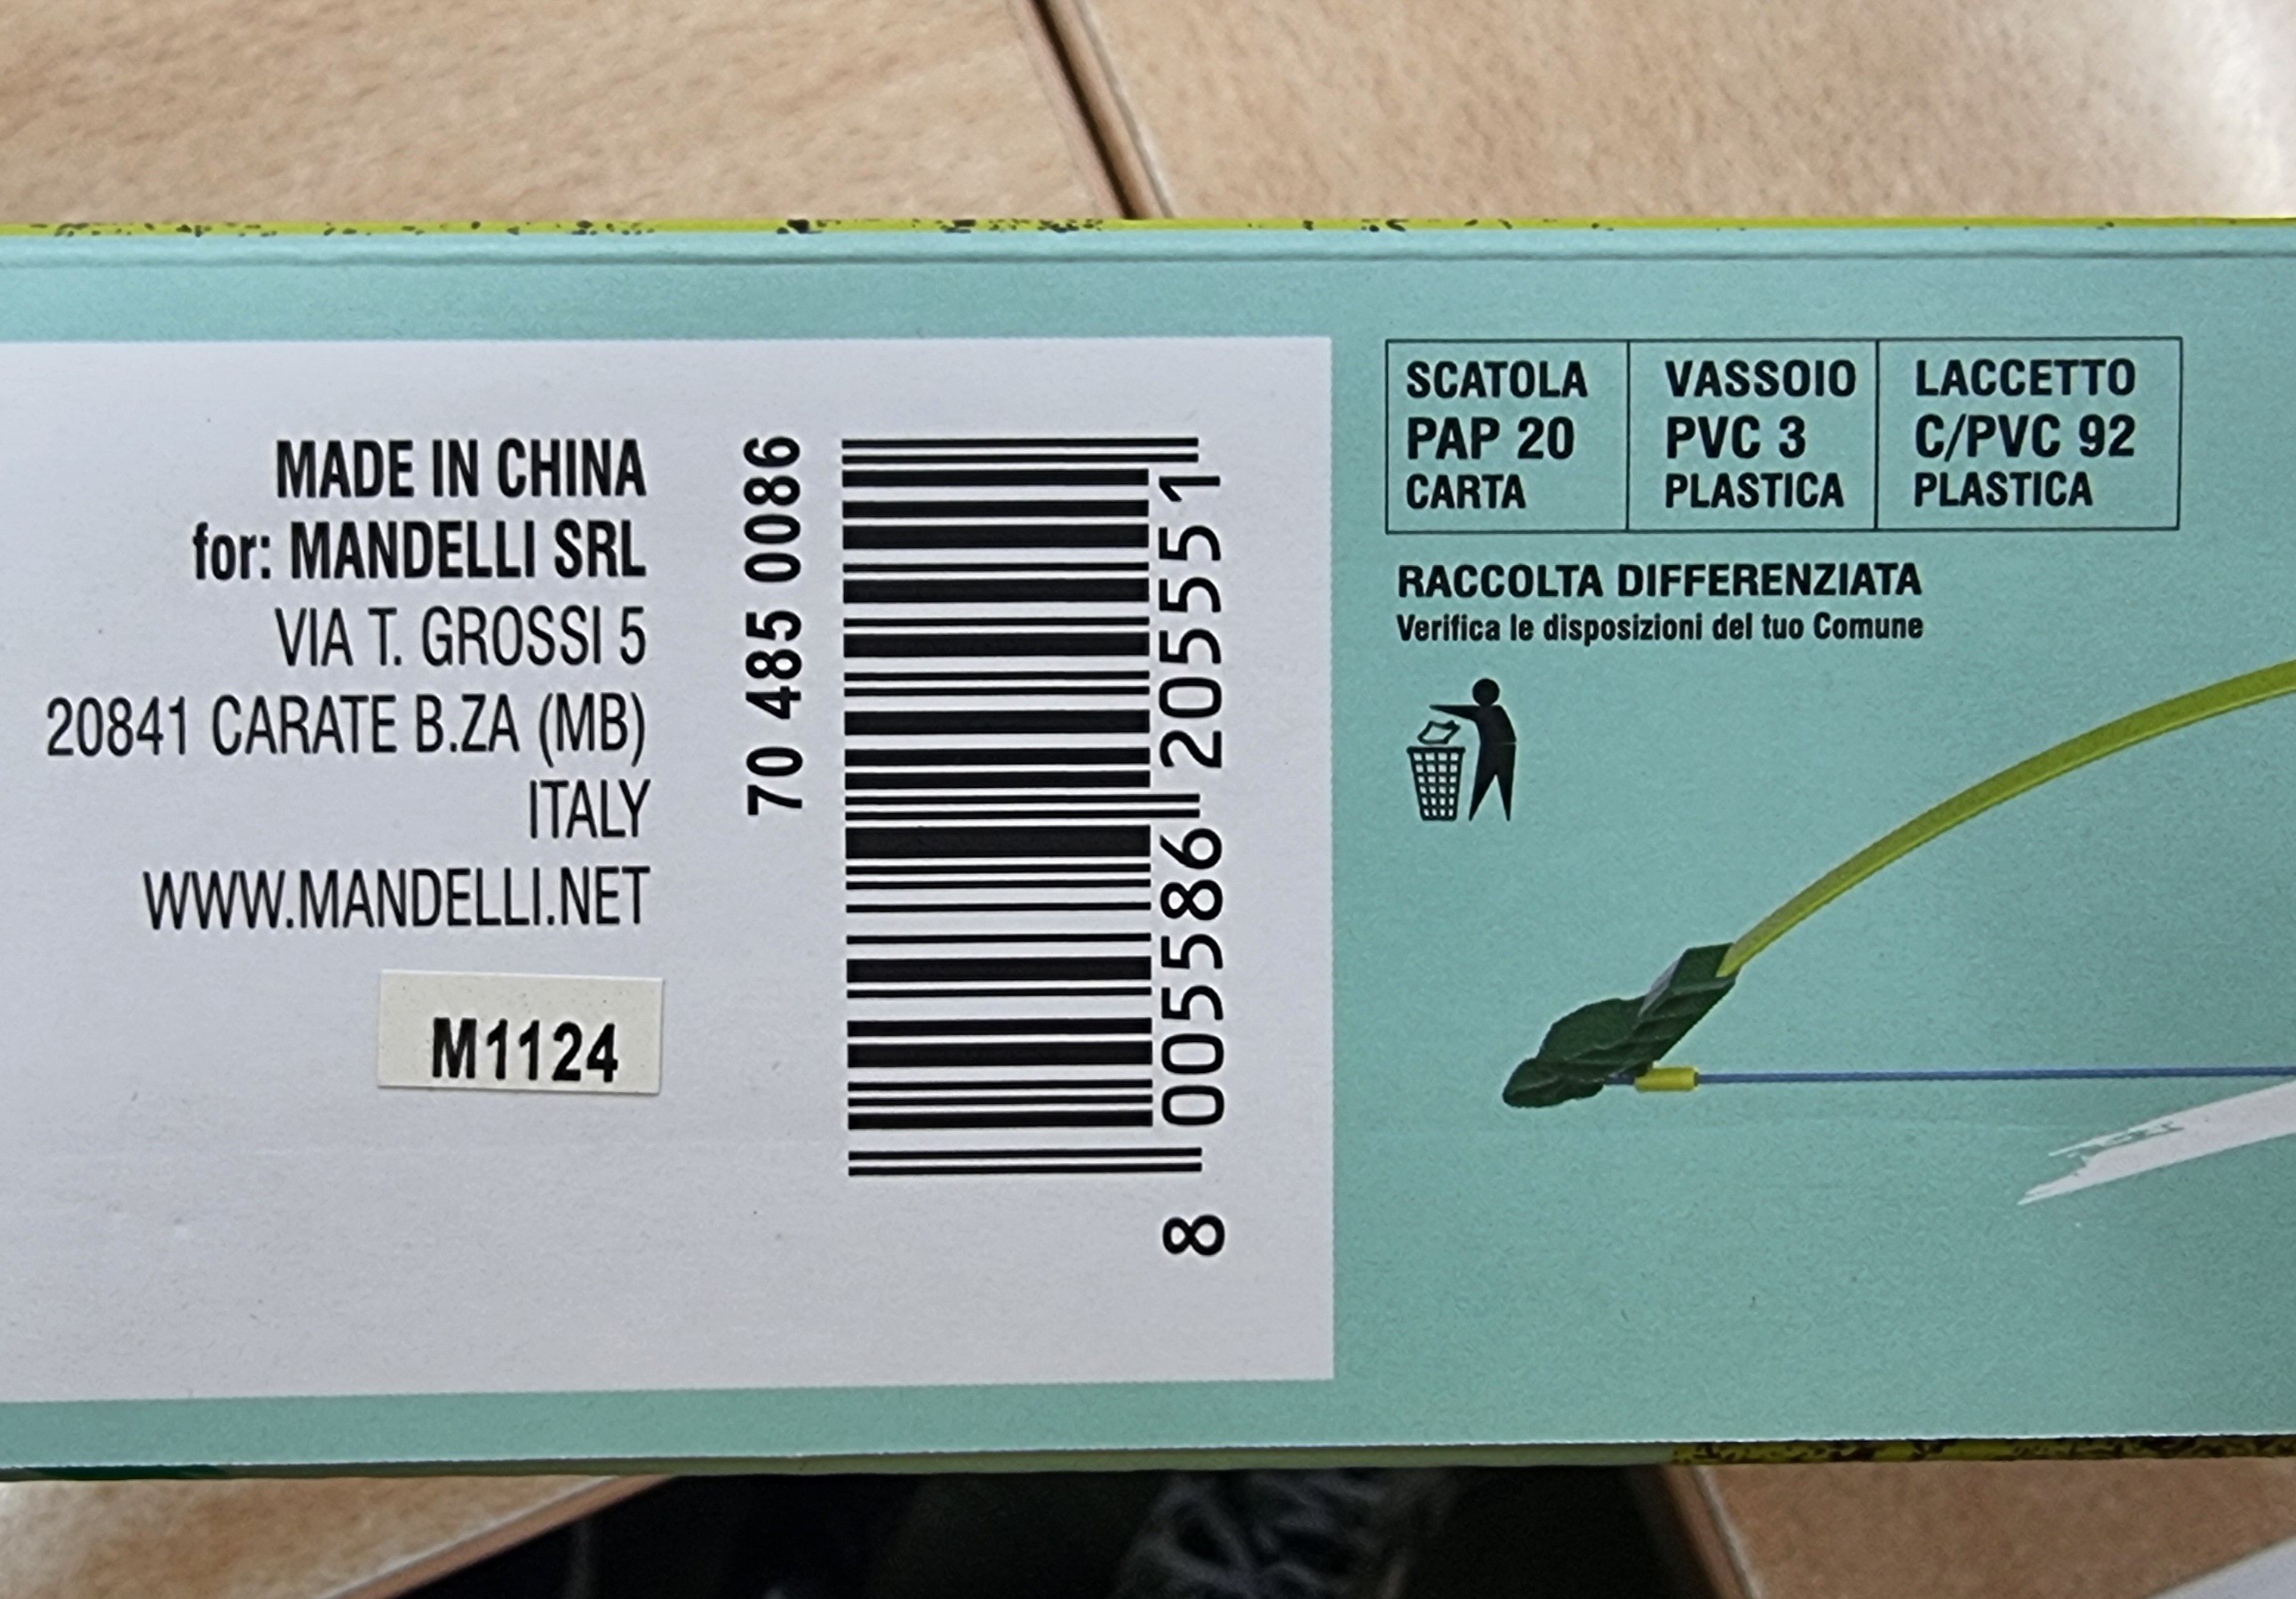 MADE IN CHINA
for: MANDELLI SRL
VIA T. GROSSI 5
20841 CARATE B.ZA (MB)
ITALY
WWW.MANDELLI.NET
M1124
70 485 0086
8 005586 205551
SCATOLA
PAP 20
CARTA
VASSOIO
PVC 3
PLASTICA
LACCETTO
C/PVC 92
PLASTICA
RACCOLTA DIFFERENZIATA
Verifica le disposizioni del tuo Comune